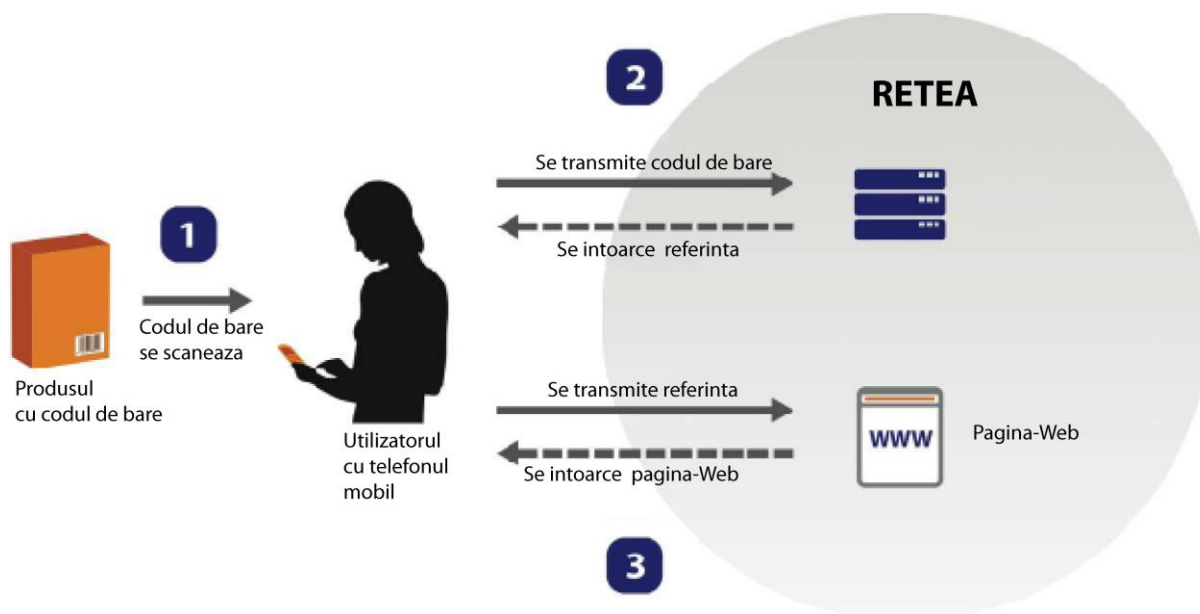 2
RETEA
Se transmite codul de bare
1
Se intoarce referinta
Codul de bare
se scaneaza
Produsul
cu codul de bare
Se transmite referinta
Utilizatorul
cu telefonul
mobil
WWW
Pagina-Web
Se intoarce pagina-Web
3